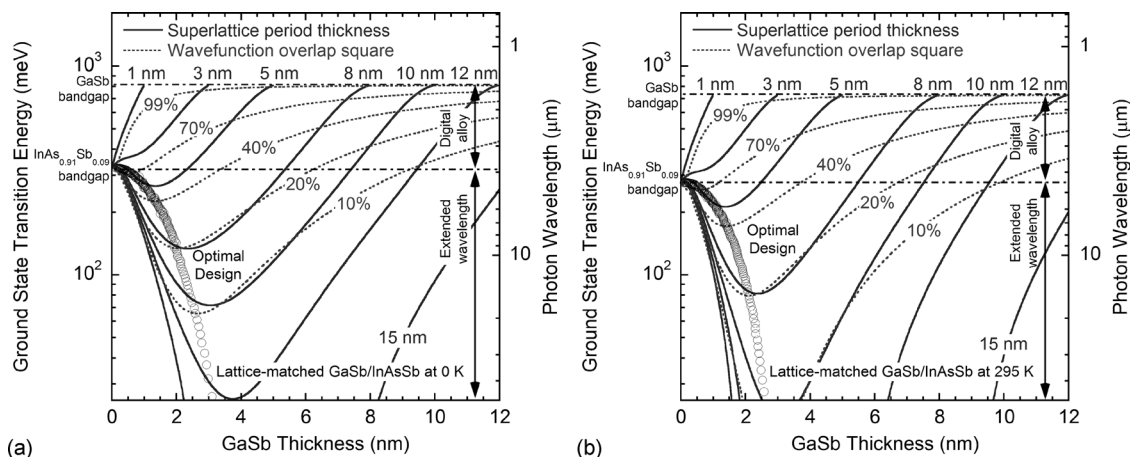 Superlattice period thickness
Wavefunction overlap square
10³
1 nm 3 nm 5 nm 8 nm 10 nm 12 nm
GaSb
bandgap
99%
70%
40%
20%
10%
InAs0.91Sb0.09
bandgap
Digital
alloy
Extended
wavelength
Optimal
Design
10²
15 nm
Lattice-matched GaSb/InAsSb at 0 K
0 2 4 6 8 10 12
GaSb Thickness (nm)
Ground State Transition Energy (meV)
Photon Wavelength (μm)
1
10
(a)
Superlattice period thickness
Wavefunction overlap square
10³
1 nm 3 nm 5 nm 8 nm 10 nm 12 nm
GaSb
bandgap
99%
70%
40%
20%
10%
InAs0.91Sb0.09
bandgap
Digital
alloy
Extended
wavelength
Optimal
Design
10²
15 nm
Lattice-matched GaSb/InAsSb at 295 K
0 2 4 6 8 10 12
GaSb Thickness (nm)
Ground State Transition Energy (meV)
Photon Wavelength (μm)
1
10
(b)